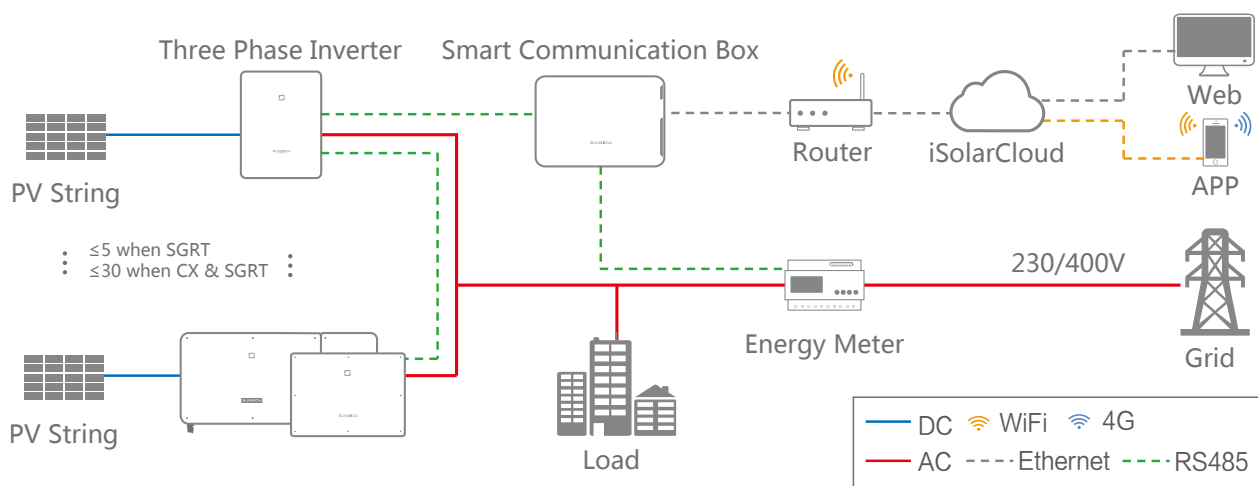 Three Phase Inverter
Smart Communication Box
Web
PV String
Router
iSolarCloud
APP
≤5 when SGRT
≤30 when CX & SGRT
230/400V
Energy Meter
Grid
PV String
Load
DC WiFi 4G
AC Ethernet RS485